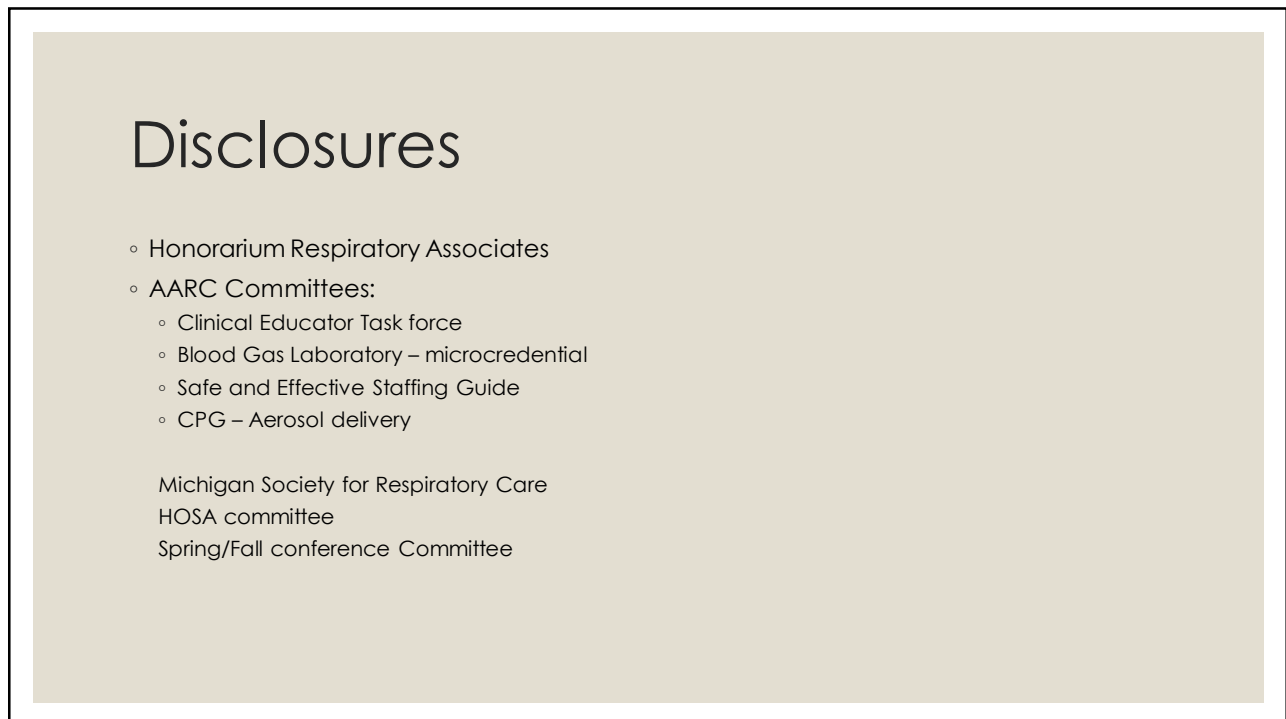 Disclosures
◦ Honorarium Respiratory Associates
◦ AARC Committees:
◦ Clinical Educator Task force
◦ Blood Gas Laboratory – microcredential
◦ Safe and Effective Staffing Guide
◦ CPG – Aerosol delivery
Michigan Society for Respiratory Care
HOSA committee
Spring/Fall conference Committee